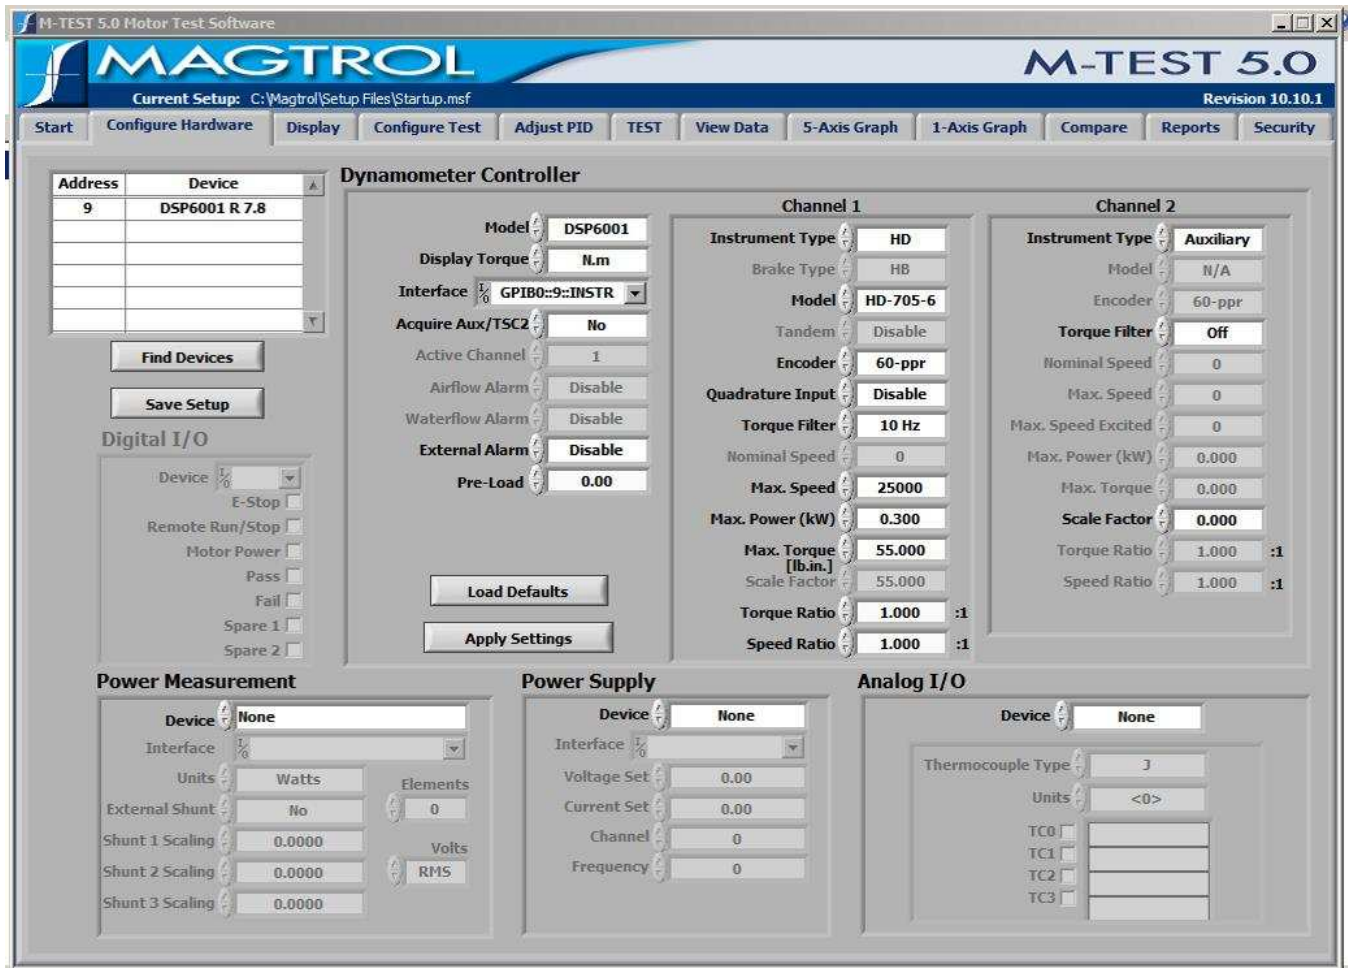 M-TEST 5.0 Motor Test Software
MAGTROL
M-TEST 5.0
Current Setup: C:\Magtrol\Setup Files\Startup.msf
Revision 10.10.1
Start Configure Hardware Display Configure Test Adjust PID TEST View Data 5-Axis Graph 1-Axis Graph Compare Reports Security
Address Device
9 DSP6001 R 7.8
Find Devices
Save Setup
Digital I/O
Device
E-Stop
Remote Run/Stop
Motor Power
Pass
Fail
Spare 1
Spare 2
Dynamometer Controller
Model DSP6001
Display Torque N.m
Interface GPIB0::9::INSTR
Acquire Aux/TSC2 No
Active Channel 1
Airflow Alarm Disable
Waterflow Alarm Disable
External Alarm Disable
Pre-Load 0.00
Load Defaults
Apply Settings
Channel 1
Instrument Type HD
Brake Type HB
Model HD-705-6
Tandem Disable
Encoder 60-ppr
Quadrature Input Disable
Torque Filter 10 Hz
Nominal Speed 0
Max. Speed 25000
Max. Power (kW) 0.300
Max. Torque 55.000
[lb.in.]
Scale Factor 55.000
Torque Ratio 1.000 :1
Speed Ratio 1.000 :1
Channel 2
Instrument Type Auxiliary
Model N/A
Encoder 60-ppr
Torque Filter Off
Nominal Speed 0
Max. Speed 0
Max. Speed Excited 0
Max. Power (kW) 0.000
Max. Torque 0.000
Scale Factor 0.000
Torque Ratio 1.000 :1
Speed Ratio 1.000 :1
Power Measurement
Device None
Interface
Units Watts
External Shunt No
Shunt 1 Scaling 0.0000
Shunt 2 Scaling 0.0000
Shunt 3 Scaling 0.0000
Elements
0
Volts
RMS
Power Supply
Device None
Interface
Voltage Set 0.00
Current Set 0.00
Channel 0
Frequency 0
Analog I/O
Device None
Thermocouple Type J
Units <0>
TC0
TC1
TC2
TC3